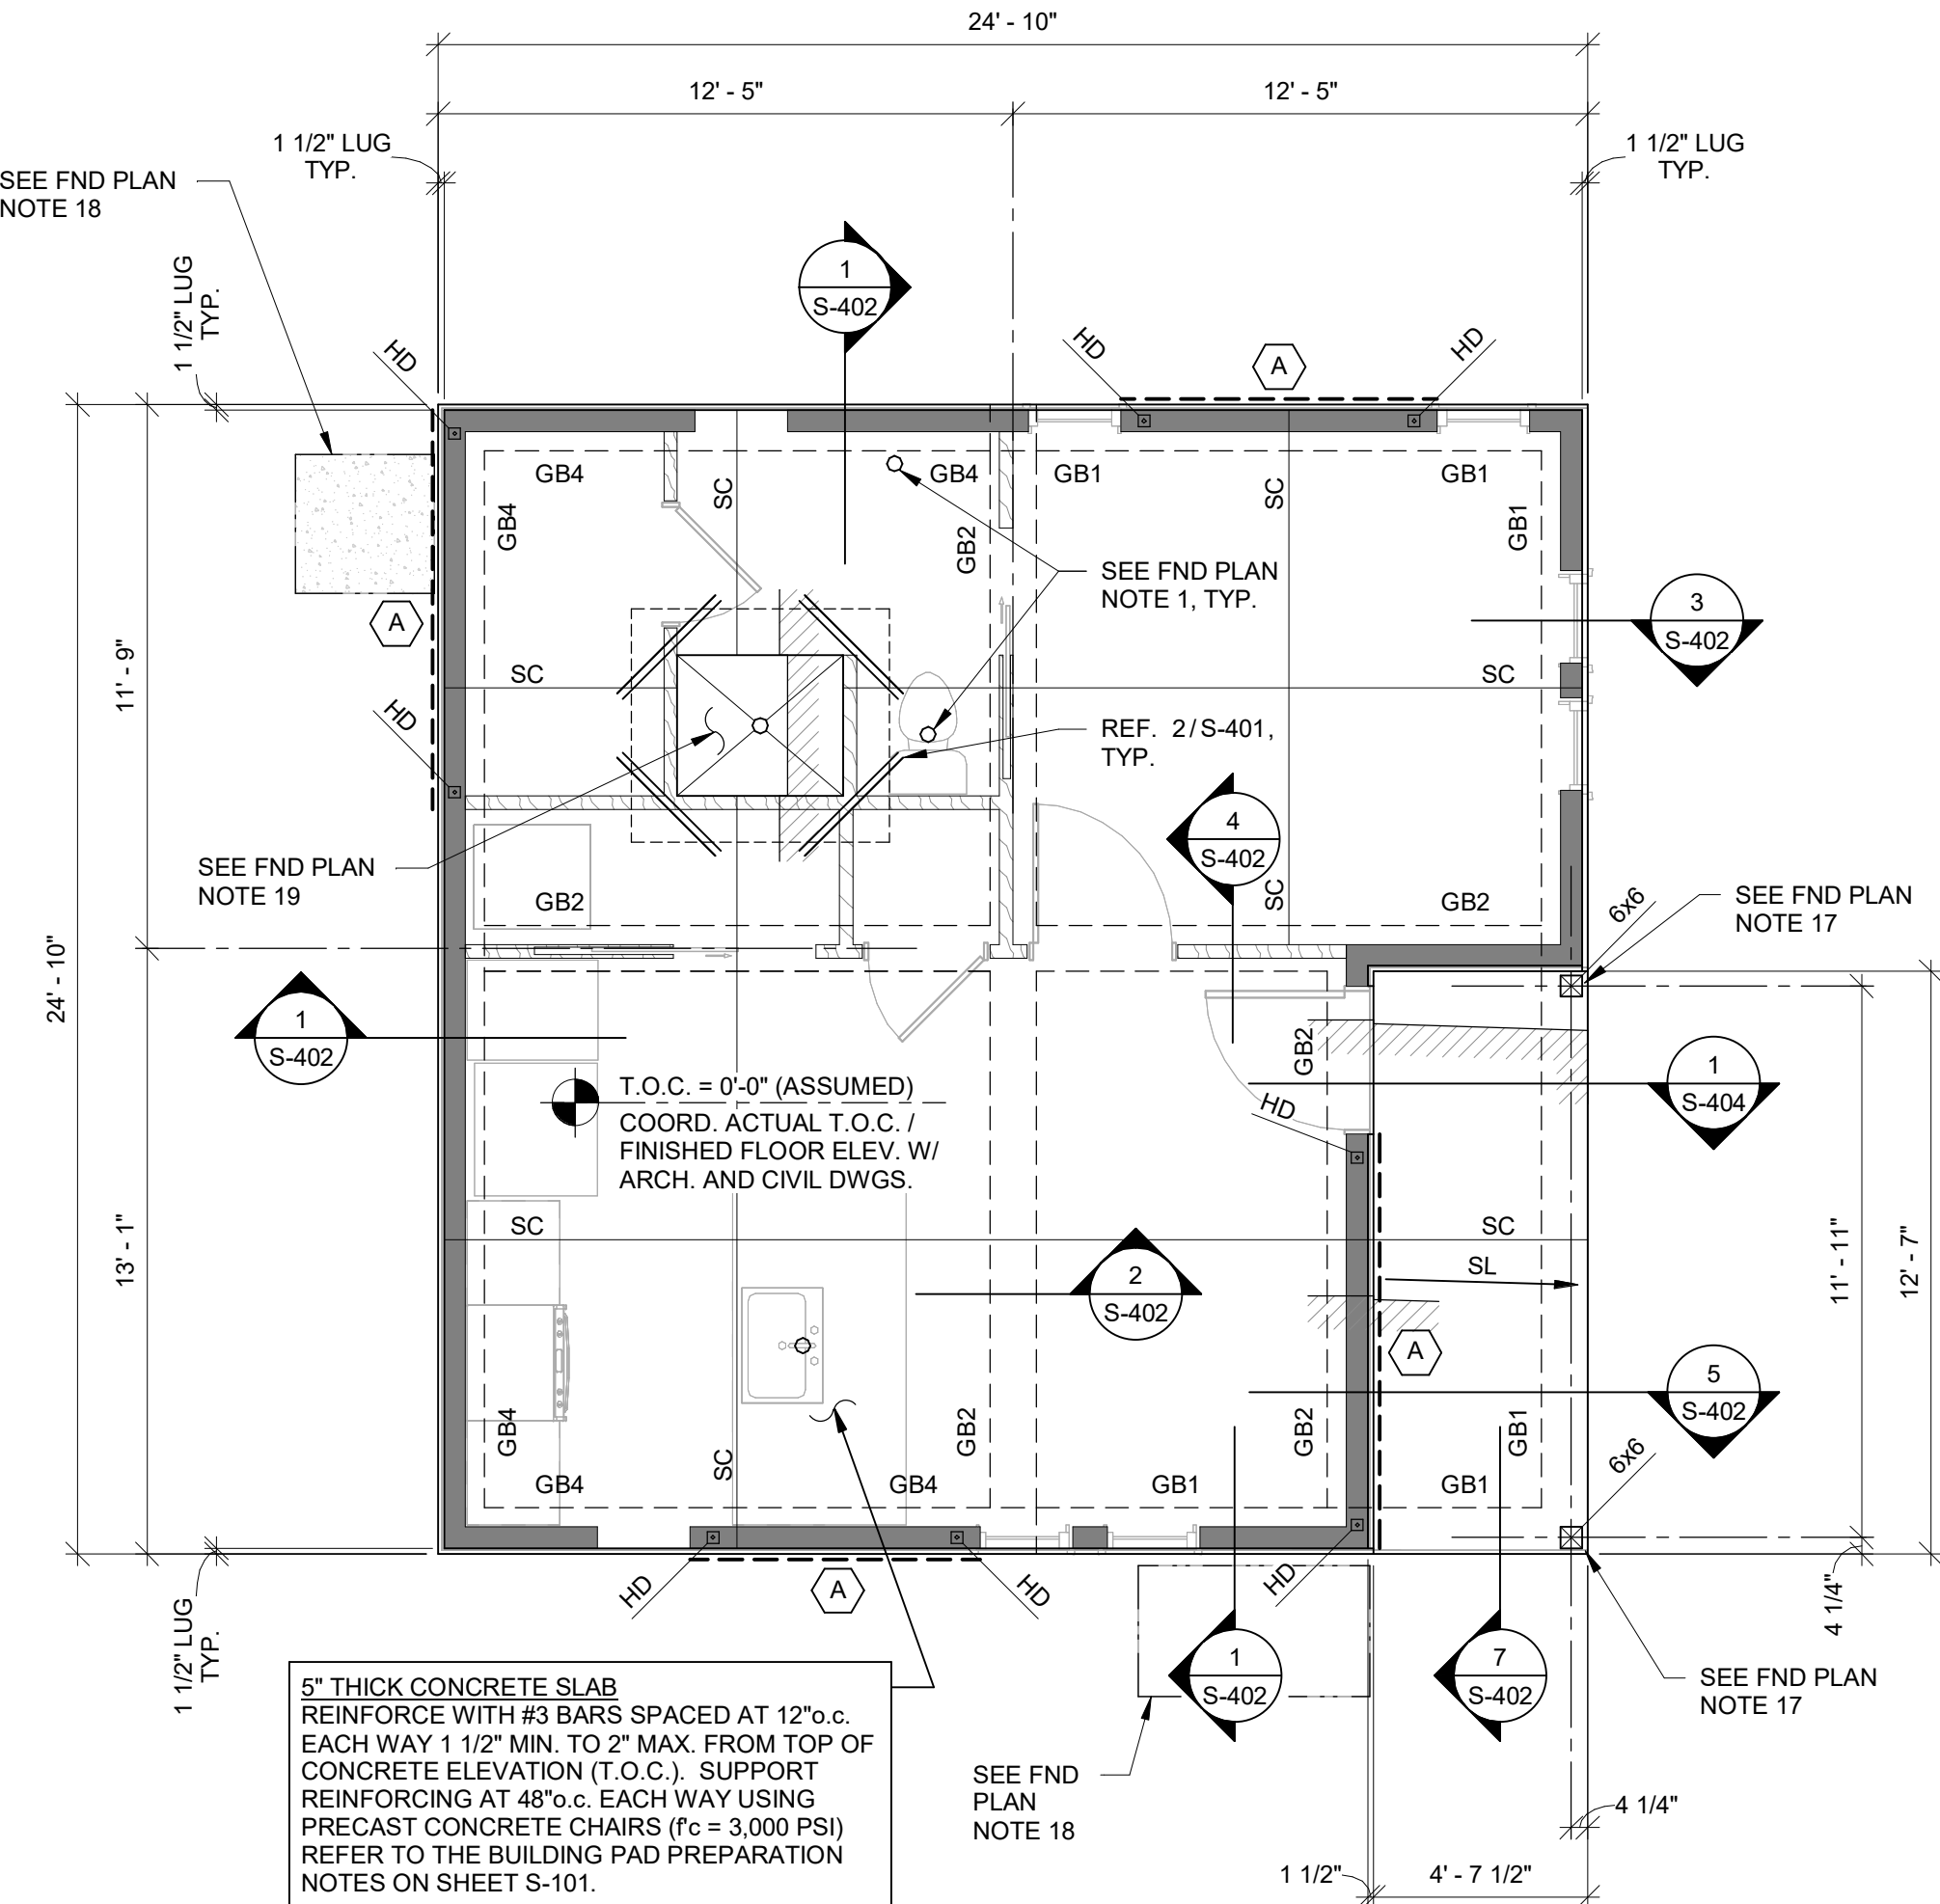 24' - 10"
12' - 5"
12' - 5"
1 1/2" LUG
TYP.
1 1/2" LUG
TYP.
SEE FND PLAN
NOTE 18
1 1/2" LUG
TYP.
1
S-402
HD
HD
A
HD
GB4
GB4
GB1
GB1
GB4
SC
GB2
SC
GB1
SEE FND PLAN
NOTE 1, TYP.
3
S-402
A
11' - 9"
SC
SC
HD
REF. 2/S-401,
TYP.
4
S-402
SEE FND PLAN
NOTE 19
GB2
SC
GB2
6x6
SEE FND PLAN
NOTE 17
24' - 10"
1
S-402
GB2
1
S-404
T.O.C. = 0'-0" (ASSUMED)
COORD. ACTUAL T.O.C. /
FINISHED FLOOR ELEV. W/
ARCH. AND CIVIL DWGS.
HD
13' - 1"
SC
SC
SL
11' - 11"
12' - 7"
2
S-402
A
5
S-402
GB4
SC
GB2
GB2
GB1
6x6
GB4
GB4
GB1
GB1
HD
A
HD
HD
4 1/4"
1 1/2" LUG
TYP.
1
S-402
7
S-402
SEE FND PLAN
NOTE 17
5" THICK CONCRETE SLAB
REINFORCE WITH #3 BARS SPACED AT 12"o.c.
EACH WAY 1 1/2" MIN. TO 2" MAX. FROM TOP OF
CONCRETE ELEVATION (T.O.C.). SUPPORT
REINFORCING AT 48"o.c. EACH WAY USING
PRECAST CONCRETE CHAIRS (f'c = 3,000 PSI)
REFER TO THE BUILDING PAD PREPARATION
NOTES ON SHEET S-101.
SEE FND
PLAN
NOTE 18
4 1/4"
1 1/2"
4' - 7 1/2"